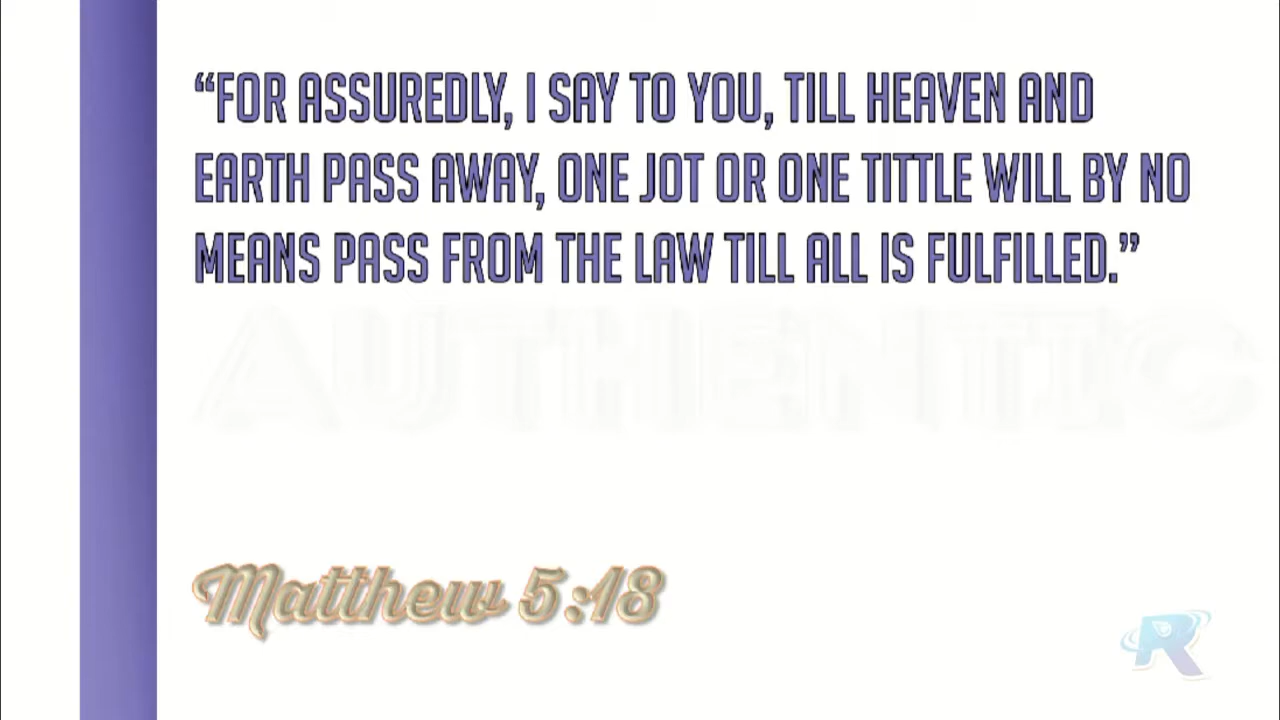 “FOR ASSUREDLY, I SAY TO YOU, TILL HEAVEN AND
EARTH PASS AWAY, ONE JOT OR ONE TITTLE WILL BY NO
MEANS PASS FROM THE LAW TILL ALL IS FULFILLED.”
AUTHENTIC
Matthew 5:18
R